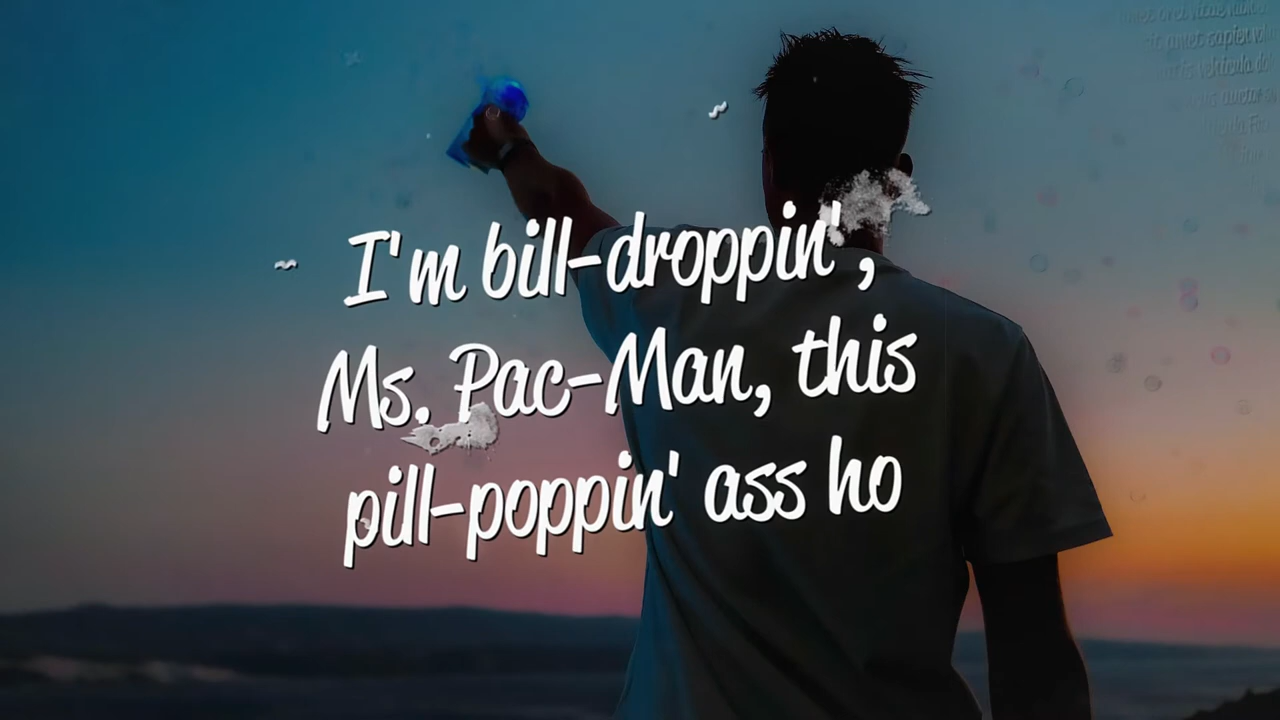 I'm bill-droppin',
Ms. Pac-Man, this
pill-poppin' ass ho